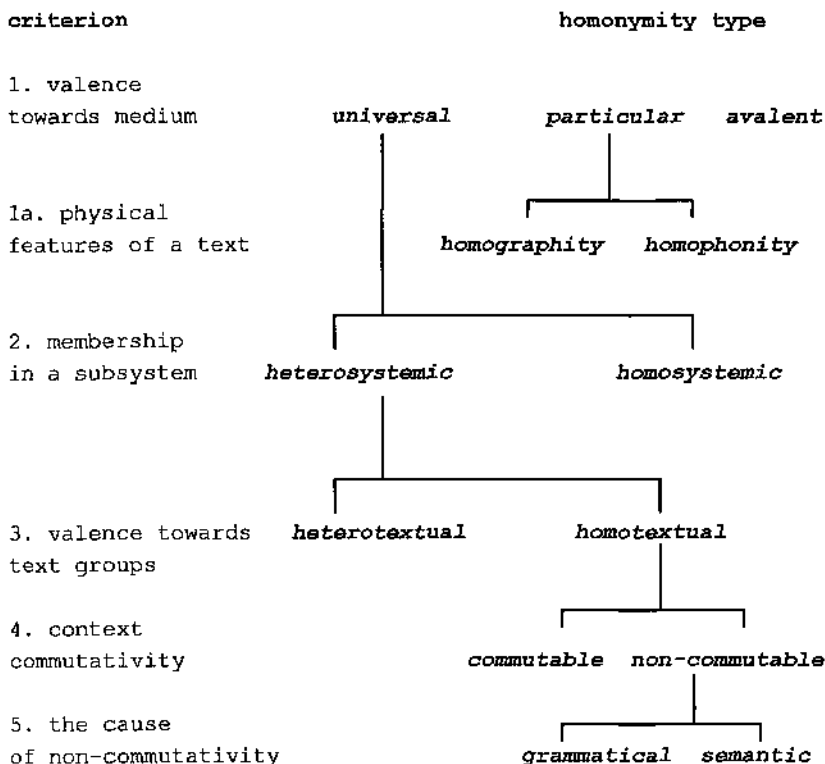 criterion homonymity type
1. valence
towards medium universal particular avalent
1a. physical
features of a text homographity homophonity
2. membership
in a subsystem heterosystemic homosystemic
3. valence towards heterotextual homotextual
text groups
4. context
commutativity commutable non-commutable
5. the cause
of non-commutativity grammatical semantic